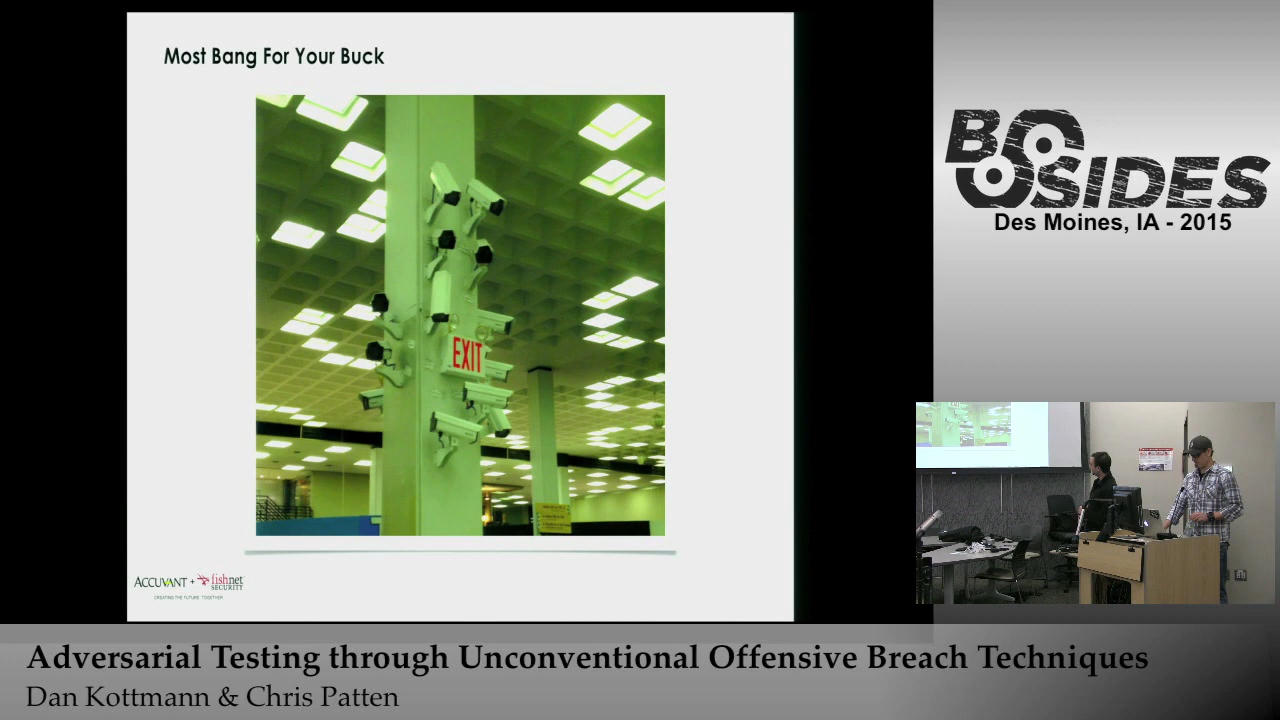 Most Bang For Your Buck
EXIT
ACCUVANT + fishnet
SECURITY
CREATING THE FUTURE TOGETHER
BSIDES
Des Moines, IA - 2015
Adversarial Testing through Unconventional Offensive Breach Techniques
Dan Kottmann & Chris Patten